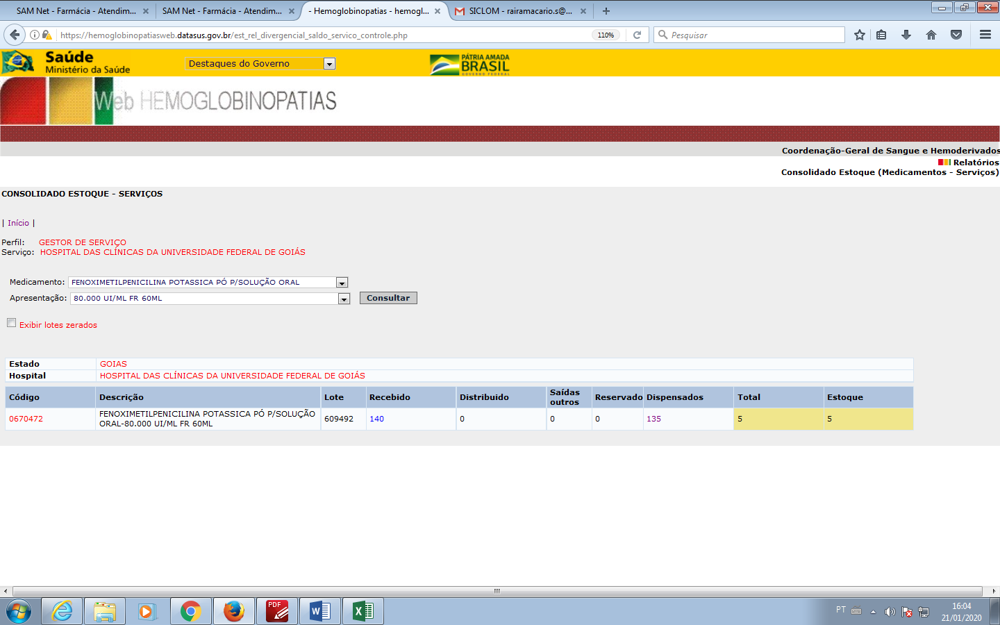 SAM Net - Farmácia - Atendim... SAM Net - Farmácia - Atendim... - Hemoglobinopatias - hemogl... SICLOM - rairamacario.s@...
https://hemoglobinopatiasweb.datasus.gov.br/est_rel_divergencial_saldo_servico_controle.php 110% Pesquisar
Saúde
Ministério da Saúde
Destaques do Governo
PÁTRIA AMADA
BRASIL
GOVERNO FEDERAL
Web HEMOGLOBINOPATIAS
Coordenação-Geral de Sangue e Hemoderivados
Relatórios
Consolidado Estoque (Medicamentos - Serviços)
CONSOLIDADO ESTOQUE - SERVIÇOS
| Início |
Perfil: GESTOR DE SERVIÇO
Serviço: HOSPITAL DAS CLÍNICAS DA UNIVERSIDADE FEDERAL DE GOIÁS
Medicamento: FENOXIMETILPENICILINA POTASSICA PÓ P/SOLUÇÃO ORAL
Apresentação: 80.000 UI/ML FR 60ML Consultar
Exibir lotes zerados
Estado GOIAS
Hospital HOSPITAL DAS CLÍNICAS DA UNIVERSIDADE FEDERAL DE GOIÁS
Código Descrição Lote Recebido Distribuido Saídas outros Reservado Dispensados Total Estoque
0670472 FENOXIMETILPENICILINA POTASSICA PÓ P/SOLUÇÃO ORAL-80.000 UI/ML FR 60ML 609492 140 0 0 0 135 5 5
PDF
PT 16:04
21/01/2020